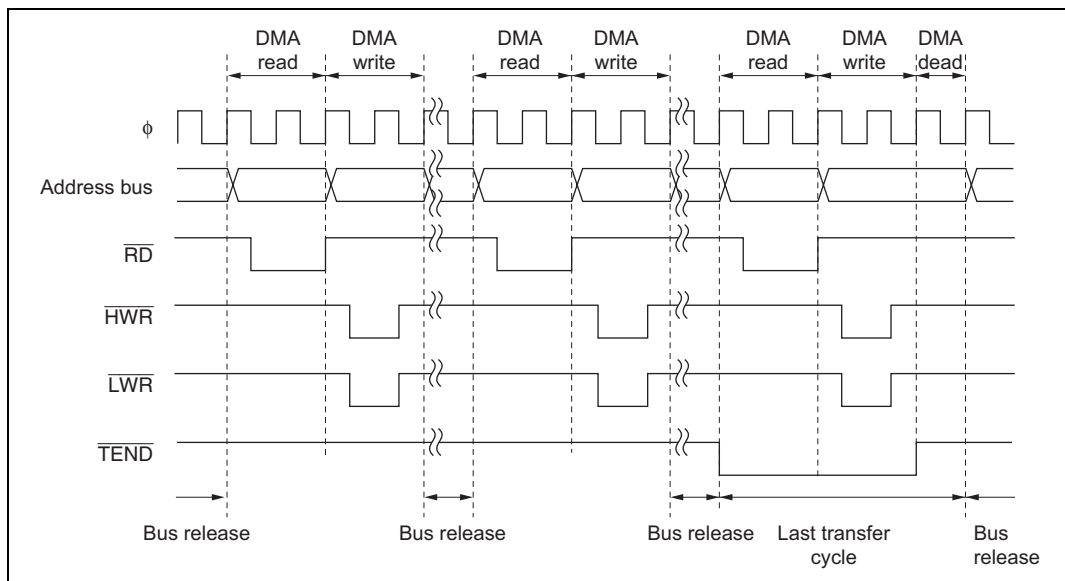 DMA read
DMA write
DMA read
DMA write
DMA read
DMA write
DMA dead
ϕ
Address bus
RD
HWR
LWR
TEND
Bus release
Bus release
Bus release
Last transfer cycle
Bus release